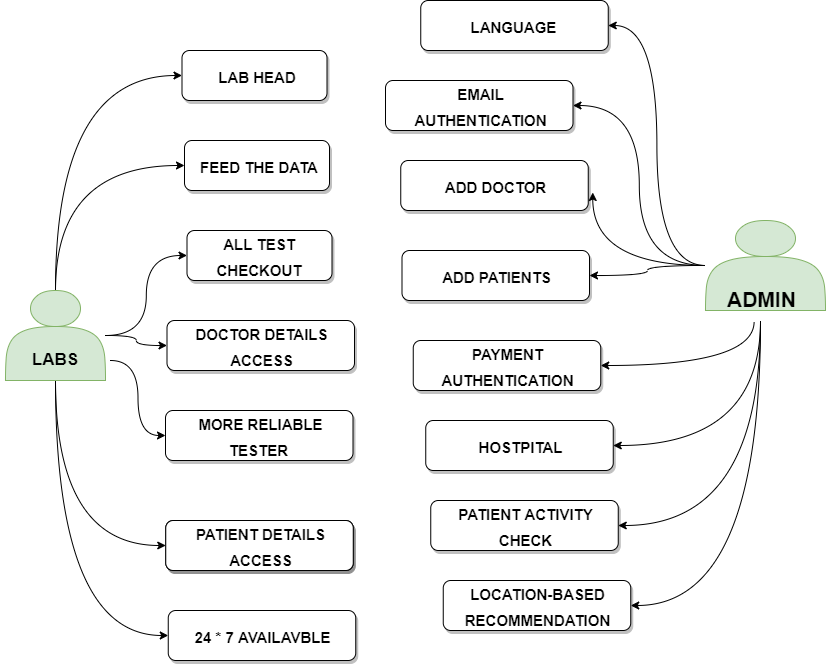 LAB HEAD
FEED THE DATA
ALL TEST
CHECKOUT
LABS
DOCTOR DETAILS
ACCESS
MORE RELIABLE
TESTER
PATIENT DETAILS
ACCESS
24 * 7 AVAILAVBLE
LANGUAGE
EMAIL
AUTHENTICATION
ADD DOCTOR
ADD PATIENTS
ADMIN
PAYMENT
AUTHENTICATION
HOSTPITAL
PATIENT ACTIVITY
CHECK
LOCATION-BASED
RECOMMENDATION